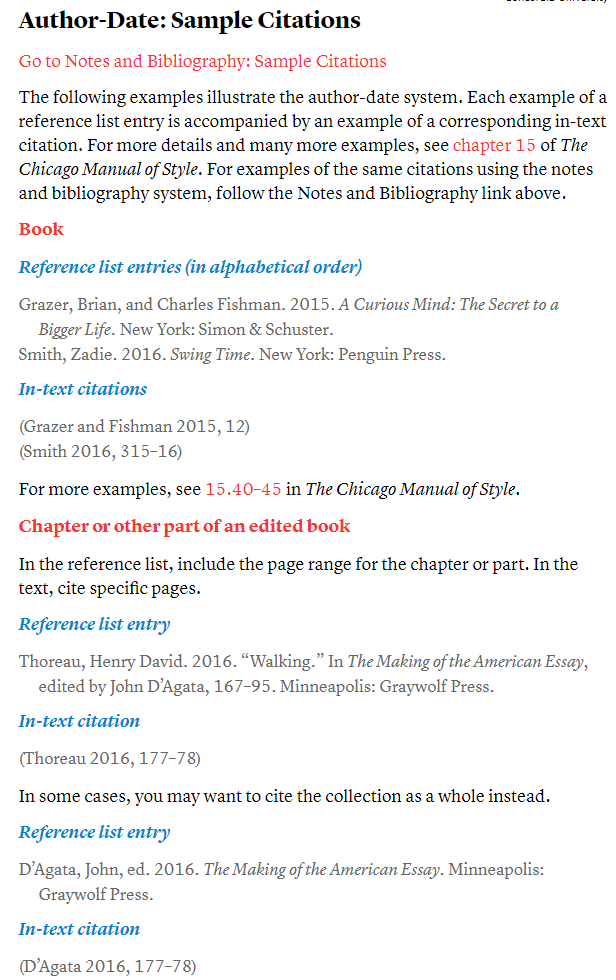 Author-Date: Sample Citations
Go to Notes and Bibliography: Sample Citations
The following examples illustrate the author-date system. Each example of a
reference list entry is accompanied by an example of a corresponding in-text
citation. For more details and many more examples, see chapter 15 of The
Chicago Manual of Style. For examples of the same citations using the notes
and bibliography system, follow the Notes and Bibliography link above.
Book
Reference list entries (in alphabetical order)
Grazer, Brian, and Charles Fishman. 2015. A Curious Mind: The Secret to a
Bigger Life. New York: Simon & Schuster.
Smith, Zadie. 2016. Swing Time. New York: Penguin Press.
In-text citations
(Grazer and Fishman 2015, 12)
(Smith 2016, 315–16)
For more examples, see 15.40–45 in The Chicago Manual of Style.
Chapter or other part of an edited book
In the reference list, include the page range for the chapter or part. In the
text, cite specific pages.
Reference list entry
Thoreau, Henry David. 2016. “Walking.” In The Making of the American Essay,
edited by John D’Agata, 167–95. Minneapolis: Graywolf Press.
In-text citation
(Thoreau 2016, 177–78)
In some cases, you may want to cite the collection as a whole instead.
Reference list entry
D’Agata, John, ed. 2016. The Making of the American Essay. Minneapolis:
Graywolf Press.
In-text citation
(D’Agata 2016, 177–78)